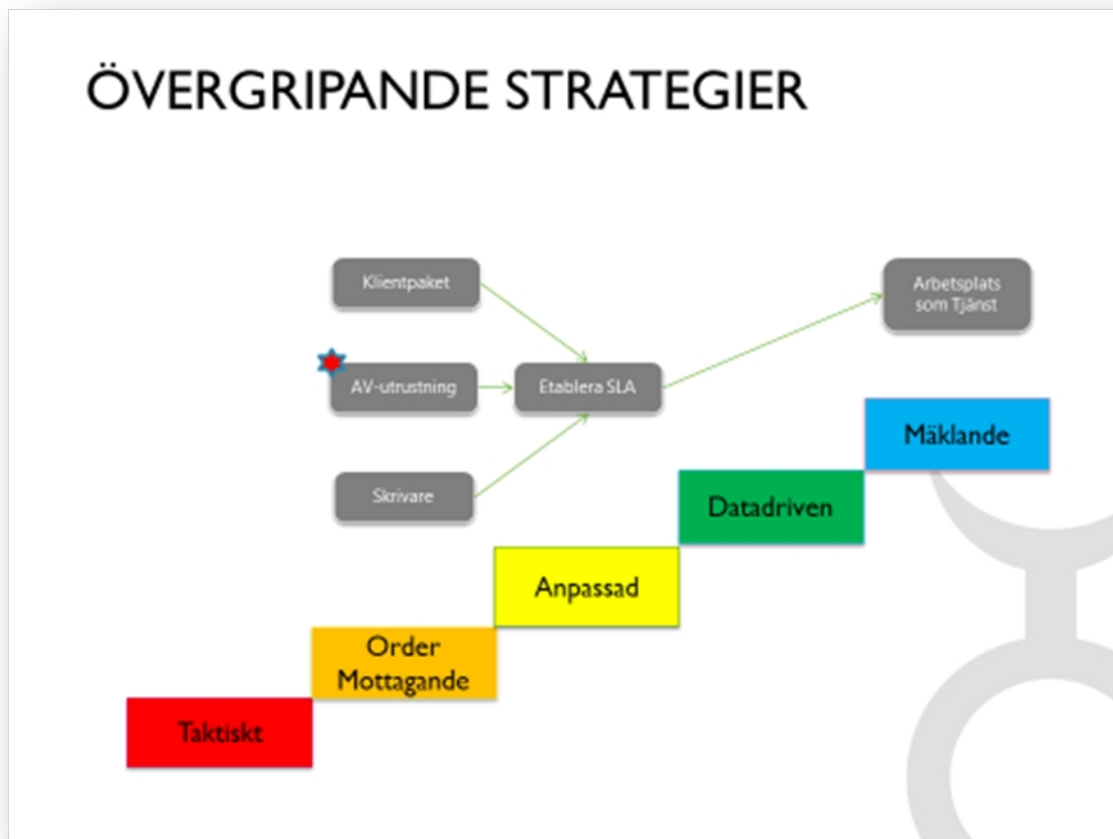 ÖVERGRIPANDE STRATEGIER
Klientpaket
Arbetsplats
som Tjänst
AV-utrustning
Etablera SLA
Mäklande
Skrivare
Datadriven
Anpassad
Order
Mottagande
Taktiskt